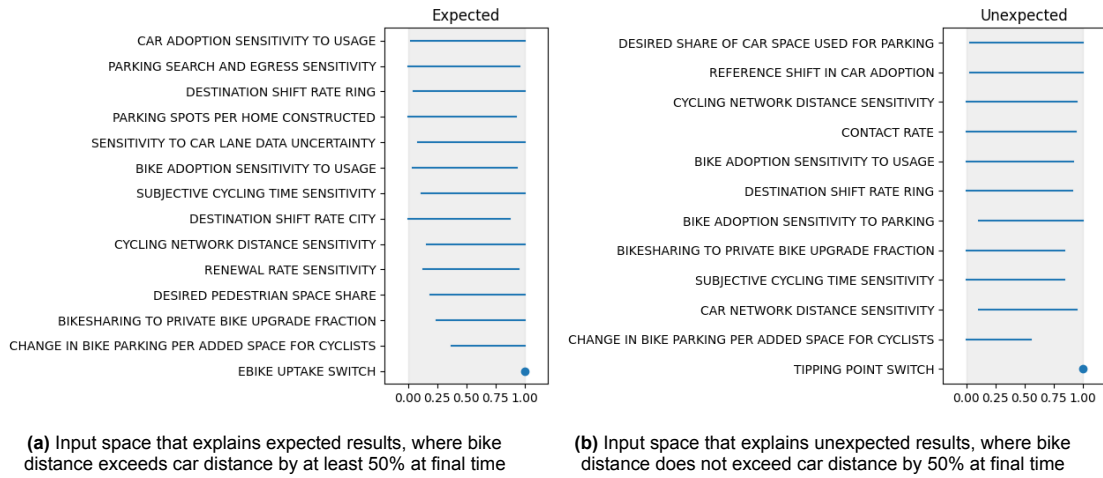 Expected
CAR ADOPTION SENSITIVITY TO USAGE
PARKING SEARCH AND EGRESS SENSITIVITY
DESTINATION SHIFT RATE RING
PARKING SPOTS PER HOME CONSTRUCTED
SENSITIVITY TO CAR LANE DATA UNCERTAINTY
BIKE ADOPTION SENSITIVITY TO USAGE
SUBJECTIVE CYCLING TIME SENSITIVITY
DESTINATION SHIFT RATE CITY
CYCLING NETWORK DISTANCE SENSITIVITY
RENEWAL RATE SENSITIVITY
DESIRED PEDESTRIAN SPACE SHARE
BIKESHARING TO PRIVATE BIKE UPGRADE FRACTION
CHANGE IN BIKE PARKING PER ADDED SPACE FOR CYCLISTS
EBIKE UPTAKE SWITCH
0.00 0.25 0.50 0.75 1.00
(a) Input space that explains expected results, where bike
distance exceeds car distance by at least 50% at final time
Unexpected
DESIRED SHARE OF CAR SPACE USED FOR PARKING
REFERENCE SHIFT IN CAR ADOPTION
CYCLING NETWORK DISTANCE SENSITIVITY
CONTACT RATE
BIKE ADOPTION SENSITIVITY TO USAGE
DESTINATION SHIFT RATE RING
BIKE ADOPTION SENSITIVITY TO PARKING
BIKESHARING TO PRIVATE BIKE UPGRADE FRACTION
SUBJECTIVE CYCLING TIME SENSITIVITY
CAR NETWORK DISTANCE SENSITIVITY
CHANGE IN BIKE PARKING PER ADDED SPACE FOR CYCLISTS
TIPPING POINT SWITCH
0.00 0.25 0.50 0.75 1.00
(b) Input space that explains unexpected results, where bike
distance does not exceed car distance by 50% at final time